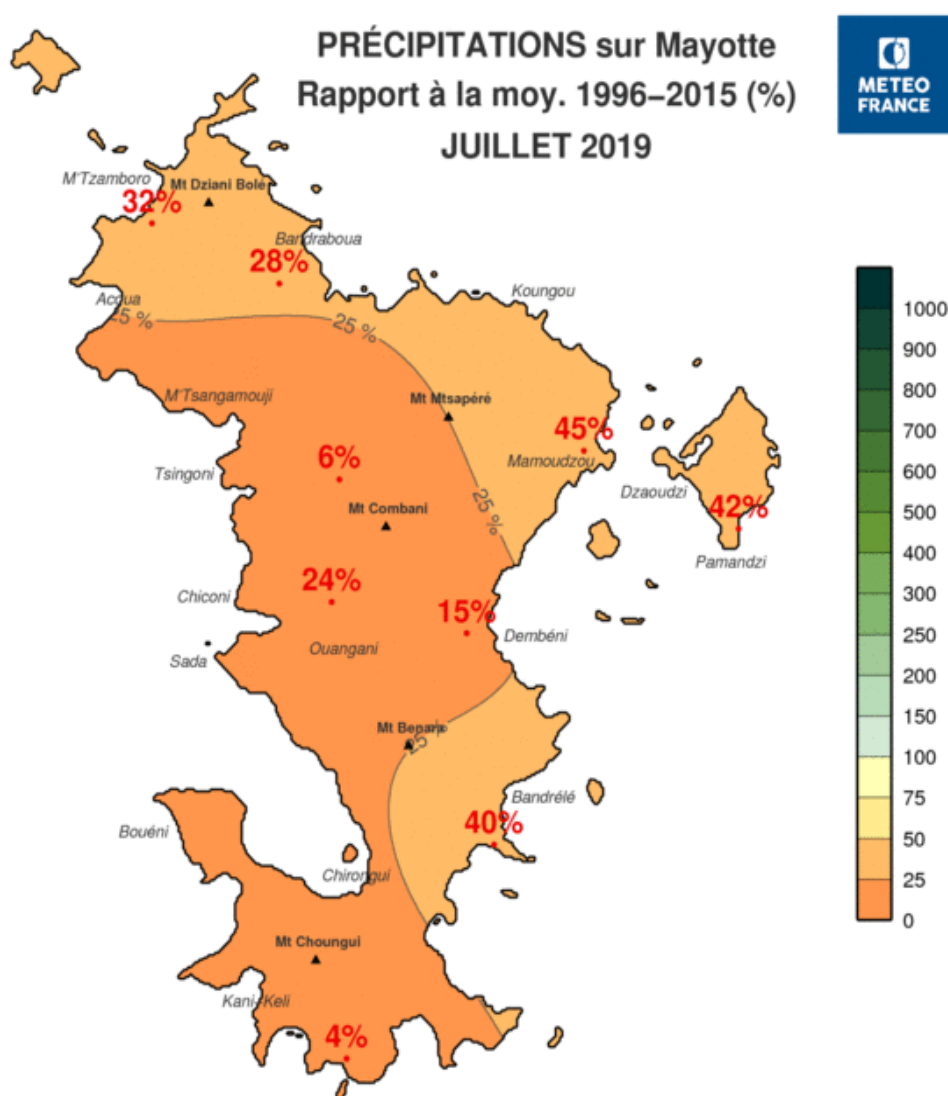 PRÉCIPITATIONS sur Mayotte
Rapport à la moy. 1996–2015 (%)
JUILLET 2019
METEO
FRANCE
M'Tzamboro
Mt Dziani Bolé
32%
Bandraboua
28%
Acoua
25 %
25 %
Koungou
M'Tsangamouji
Mt Mtsapéré
45%
6%
Mamoudzou
Tsingoni
Dzaoudzi
25 %
Mt Combani
42%
Pamandzi
24%
Chiconi
15%
Dembéni
Ouangani
Sada
Mt Benara
25 %
Bandrélé
40%
Bouéni
Chirongui
Mt Choungui
Kani-Keli
4%
1000
900
800
700
600
500
400
300
250
200
150
100
75
50
25
0